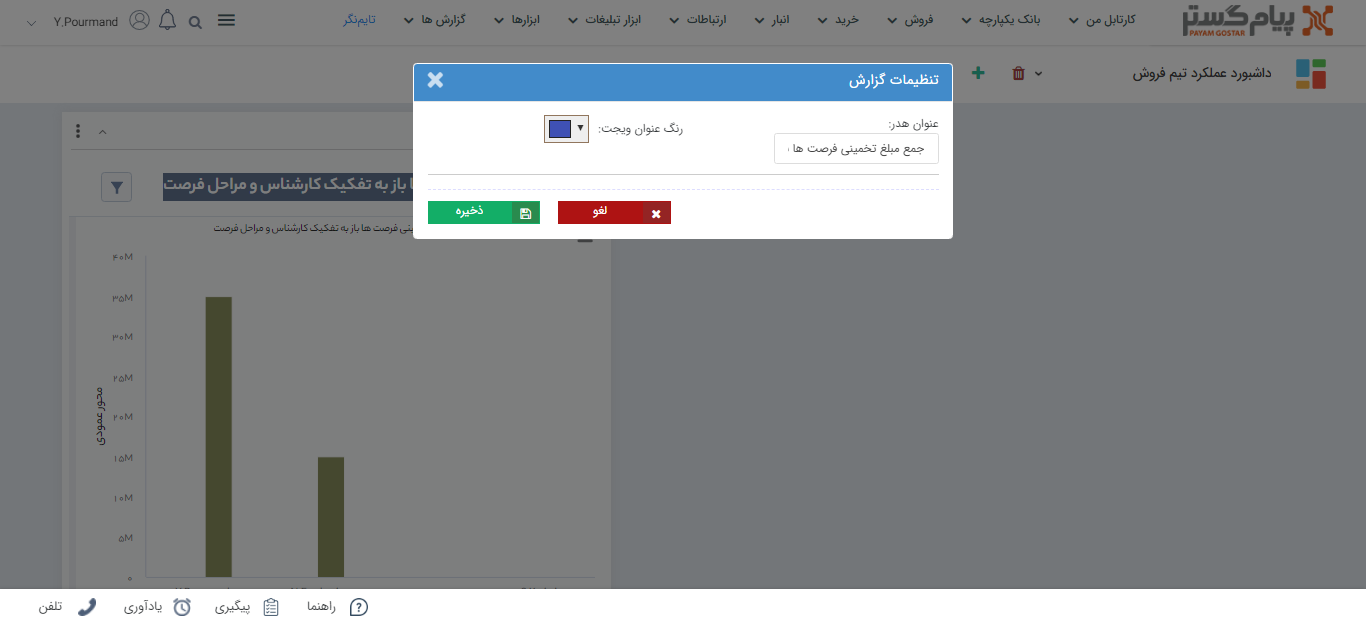 پیام گستر
PAYAM GOSTAR
کارتابل من
بانک یکپارچه
فروش
خرید
انبار
ارتباطات
ابزار تبلیغات
ابزارها
گزارش ها
تایم‌نگر
Y.Pourmand
داشبورد عملکرد تیم فروش
تنظیمات گزارش
عنوان هدر:
جمع مبلغ تخمینی فرصت ها
رنگ عنوان ویجت:
لغو
ذخیره
باز به تفکیک کارشناس و مراحل فرصت
فرصت ها باز به تفکیک کارشناس و مراحل فرصت
۴۰M
۳۵M
۳۰M
۲۵M
۲۰M
۱۵M
۱۰M
۵M
۰
محور عمودی
راهنما
پیگیری
یادآوری
تلفن